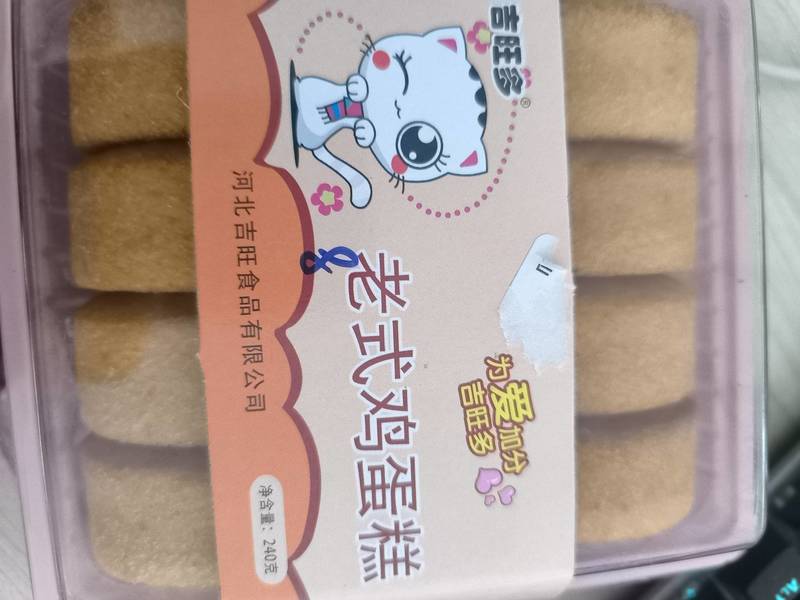 吉旺多®
8
老式鸡蛋糕
为爱加分
吉旺多
河北吉旺食品有限公司
净含量：240克